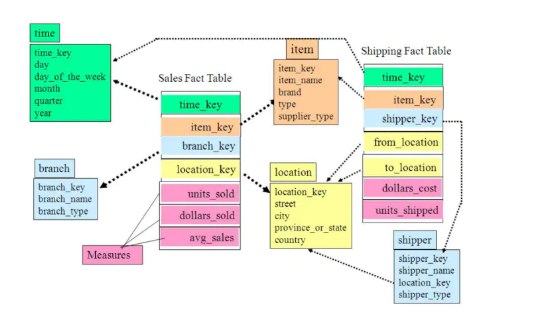 time
time_key
day
day_of_the_week
month
quarter
year
Sales Fact Table
time_key
item_key
branch_key
location_key
units_sold
dollars_sold
avg_sales
Measures
branch
branch_key
branch_name
branch_type
item
item_key
item_name
brand
type
supplier_type
location
location_key
street
city
province_or_state
country
Shipping Fact Table
time_key
item_key
shipper_key
from_location
to_location
dollars_cost
units_shipped
shipper
shipper_key
shipper_name
location_key
shipper_type